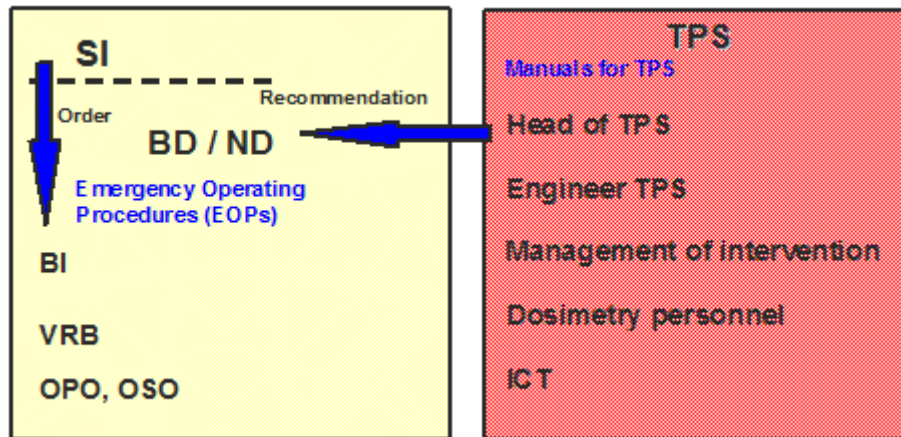 SI
Order
Recommendation
BD / ND
Emergency Operating
Procedures (EOPs)
BI
VRB
OPO, OSO
TPS
Manuals for TPS
Head of TPS
Engineer TPS
Management of intervention
Dosimetry personnel
ICT